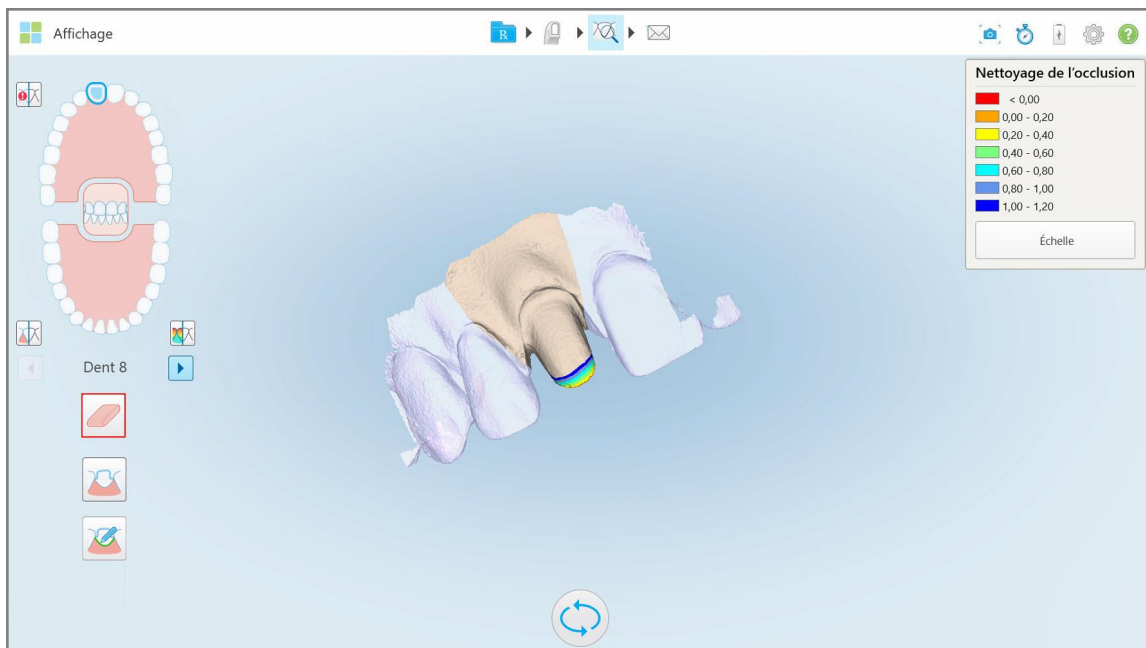 Affichage
R
?
Nettoyage de l'occlusion
< 0,00
0,00 - 0,20
0,20 - 0,40
0,40 - 0,60
0,60 - 0,80
0,80 - 1,00
1,00 - 1,20
Échelle
Dent 8